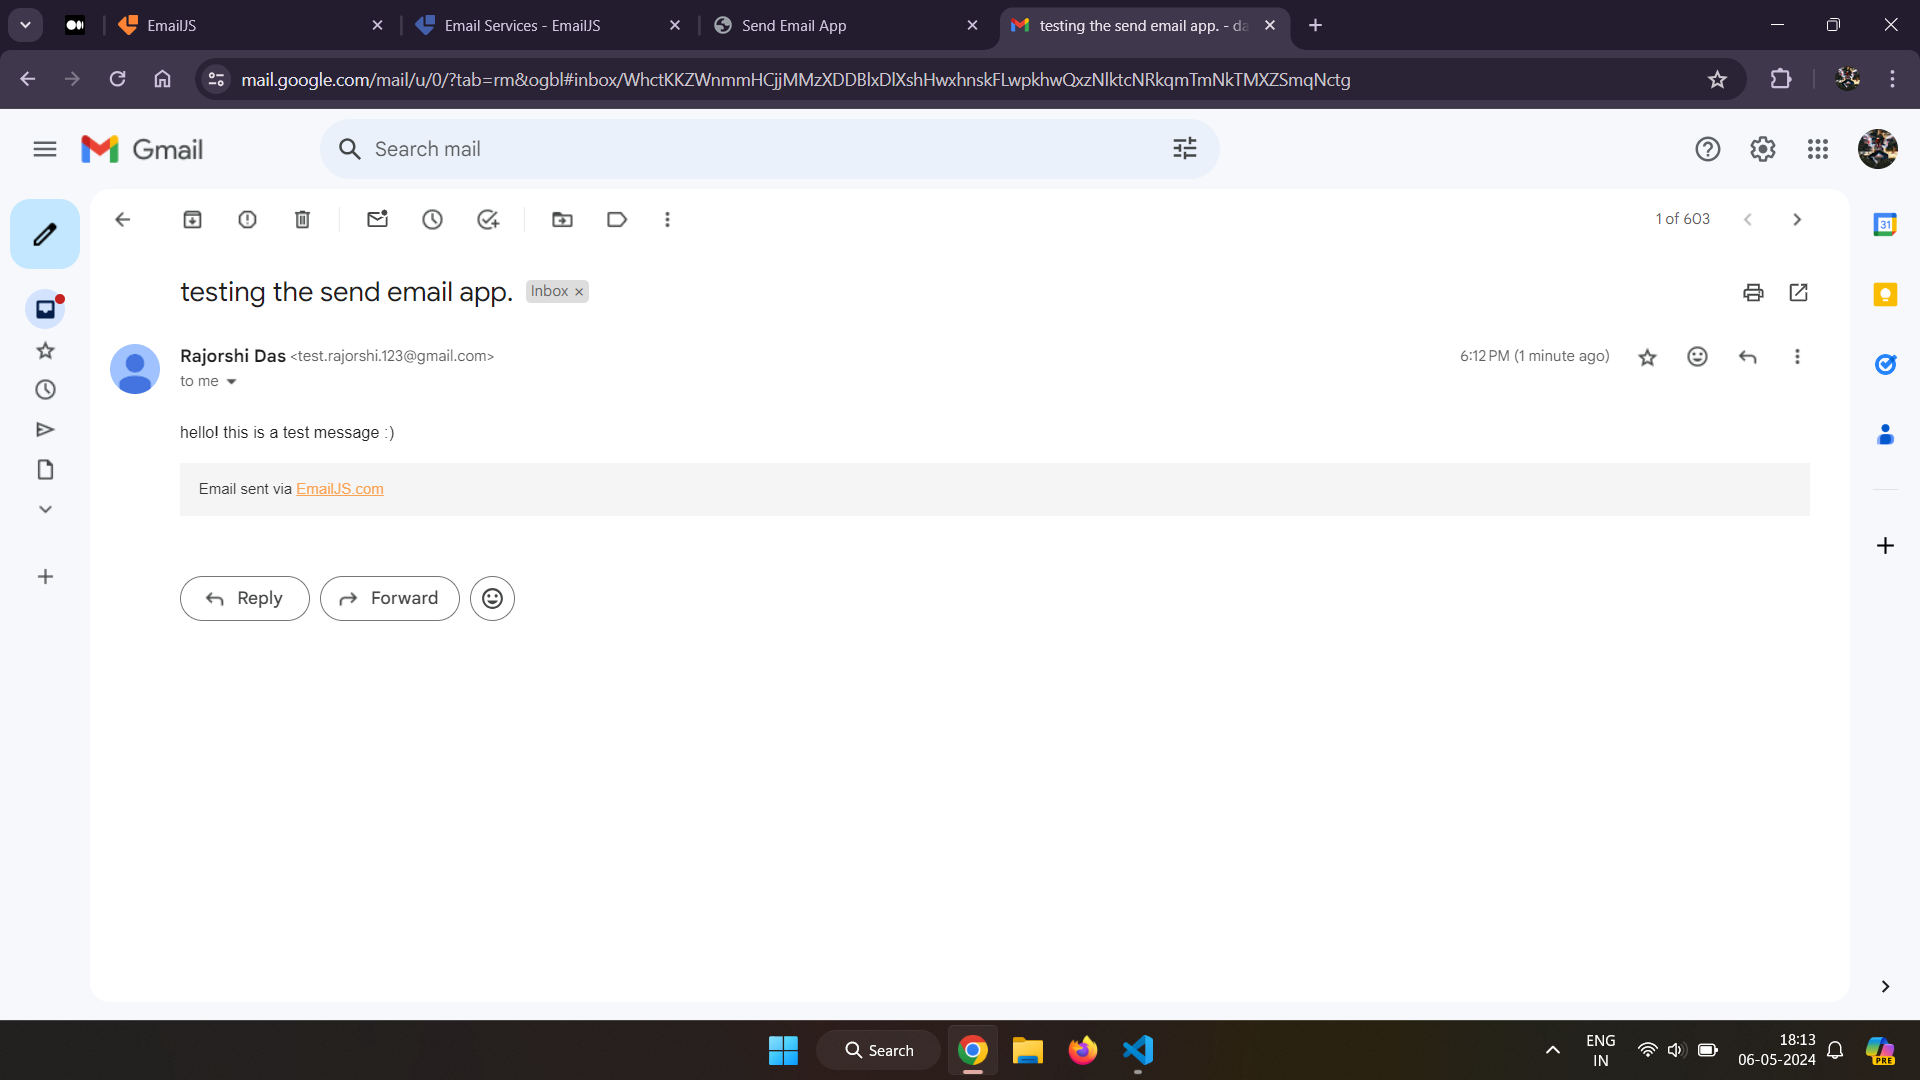 EmailJS
Email Services - EmailJS
Send Email App
testing the send email app. - da
mail.google.com/mail/u/0/?tab=rm&ogbl#inbox/WhctKKZWnmmHCjjMMzXDDBlxDlXshHwxhnskFLwpkhwQxzNlktcNRkqmTmNkTMXZSmqNctg
Gmail
Search mail
1 of 603
31
testing the send email app.
Inbox ×
Rajorshi Das <test.rajorshi.123@gmail.com>
6:12 PM (1 minute ago)
to me
hello! this is a test message :)
Email sent via EmailJS.com
Reply
Forward
Search
ENG
IN
18:13
06-05-2024
PRE